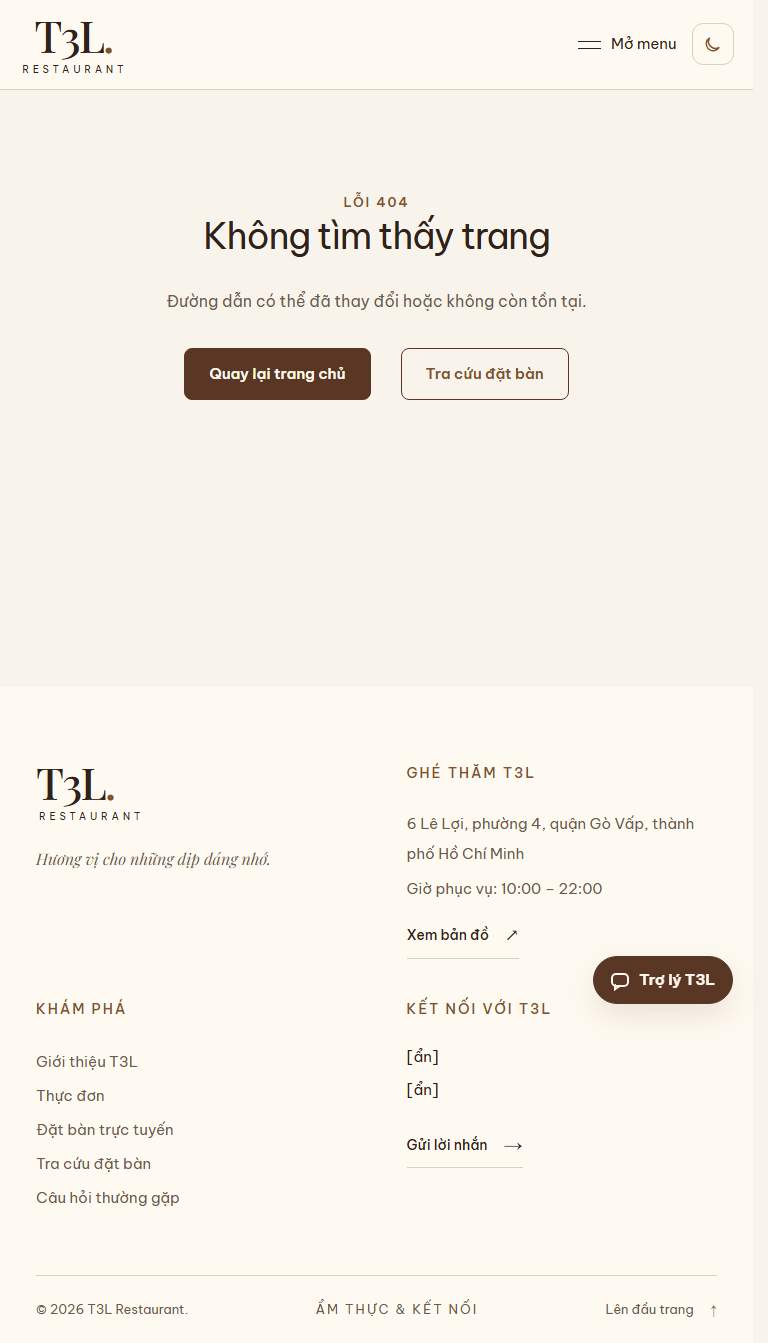 T3L.
RESTAURANT
Mở menu
LỖI 404
Không tìm thấy trang
Đường dẫn có thể đã thay đổi hoặc không còn tồn tại.
Quay lại trang chủ
Tra cứu đặt bàn
T3L.
RESTAURANT
Hương vị cho những dịp đáng nhớ.
GHÉ THĂM T3L
6 Lê Lợi, phường 4, quận Gò Vấp, thành
phố Hồ Chí Minh
Giờ phục vụ: 10:00 – 22:00
Xem bản đồ ↗
Trợ lý T3L
KHÁM PHÁ
Giới thiệu T3L
Thực đơn
Đặt bàn trực tuyến
Tra cứu đặt bàn
Câu hỏi thường gặp
KẾT NỐI VỚI T3L
[ẩn]
[ẩn]
Gửi lời nhắn →
© 2026 T3L Restaurant.
ẨM THỰC & KẾT NỐI
Lên đầu trang ↑